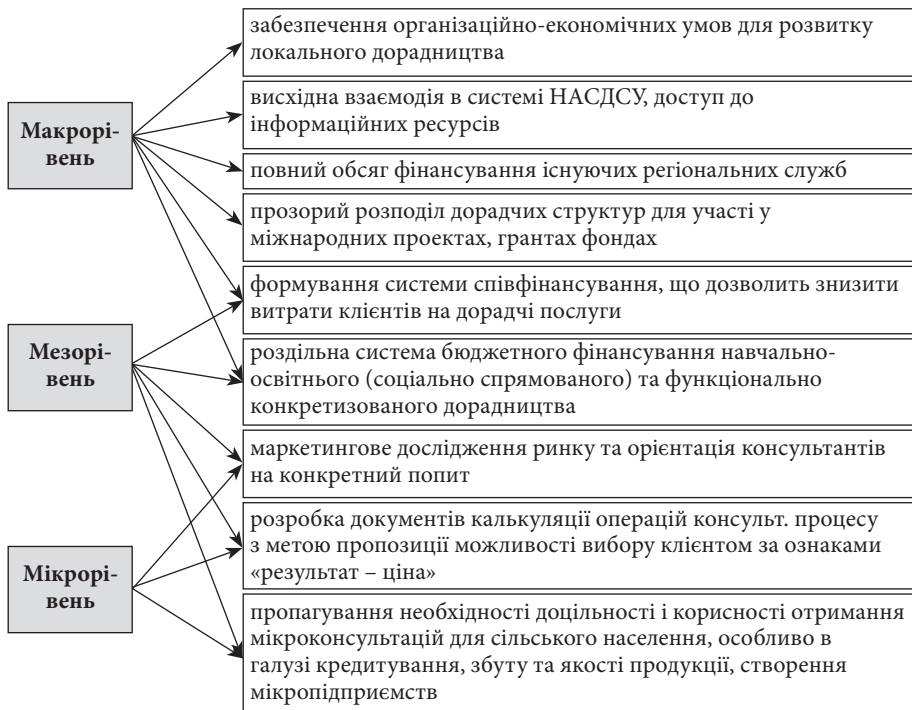 забезпечення організаційно-економічних умов для розвитку
локального дорадництва
висхідна взаємодія в системі НАСДСУ, доступ до
інформаційних ресурсів
Макрорі-
вень
повний обсяг фінансування існуючих регіональних служб
прозорий розподіл дорадчих структур для участі у
міжнародних проектах, грантах фондах
формування системи співфінансування, що дозволить знизити
витрати клієнтів на дорадчі послуги
Мезорі-
вень
роздільна система бюджетного фінансування навчально-
освітнього (соціально спрямованого) та функціонально
конкретизованого дорадництва
маркетингове дослідження ринку та орієнтація консультантів
на конкретний попит
розробка документів калькуляції операцій консульт. процесу
з метою пропозиції можливості вибору клієнтом за ознаками
«результат – ціна»
Мікрорі-
вень
пропагування необхідності доцільності і корисності отримання
мікроконсультацій для сільського населення, особливо в
галузі кредитування, збуту та якості продукції, створення
мікропідприємств